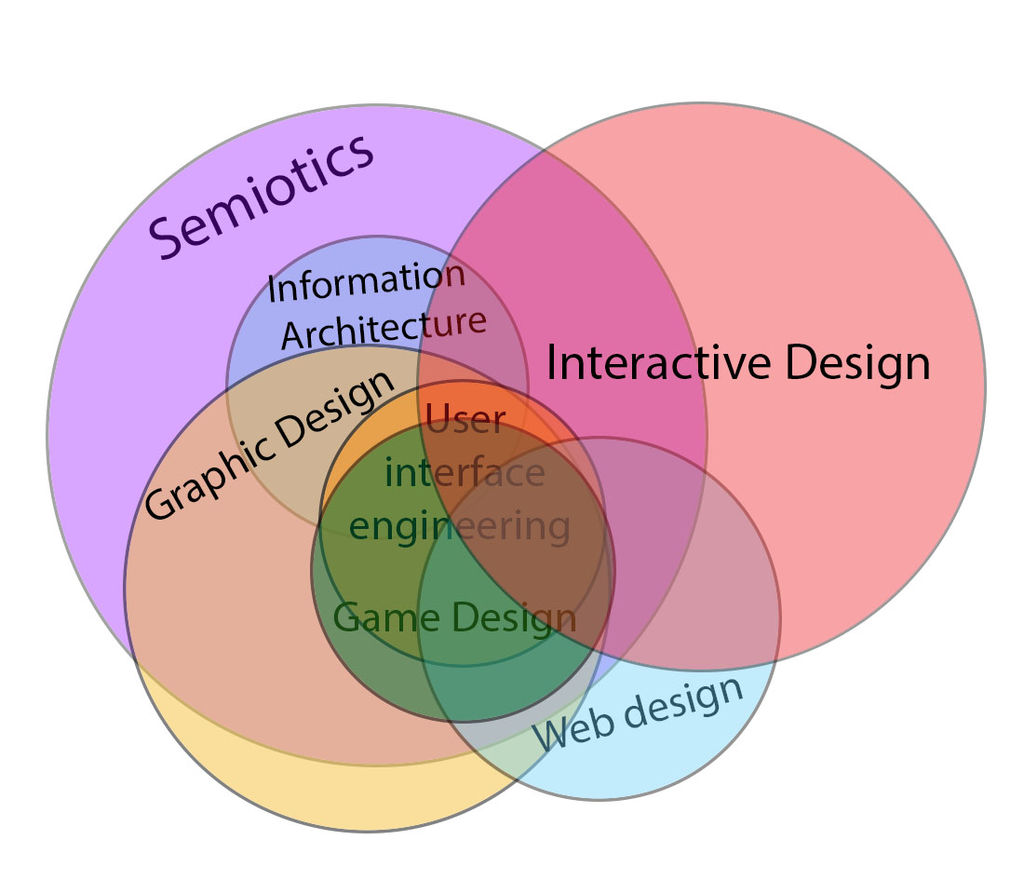 Semiotics
Information
Architecture
Interactive Design
Graphic Design
User
interface
engineering
Game Design
Web design